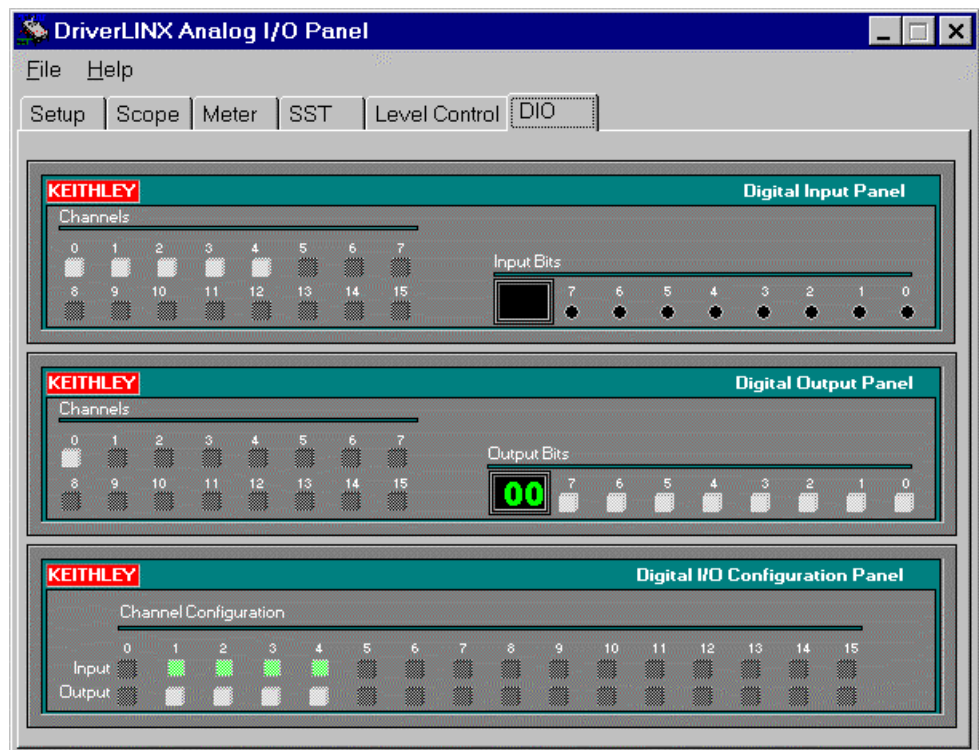 DriverLINX Analog I/O Panel
File Help
Setup Scope Meter SST Level Control DIO
KEITHLEY Digital Input Panel
Channels
0 1 2 3 4 5 6 7
Input Bits
8 9 10 11 12 13 14 15
7 6 5 4 3 2 1 0
KEITHLEY Digital Output Panel
Channels
0 1 2 3 4 5 6 7
Output Bits
8 9 10 11 12 13 14 15
00 7 6 5 4 3 2 1 0
KEITHLEY Digital I/O Configuration Panel
Channel Configuration
0 1 2 3 4 5 6 7 8 9 10 11 12 13 14 15
Input
Output